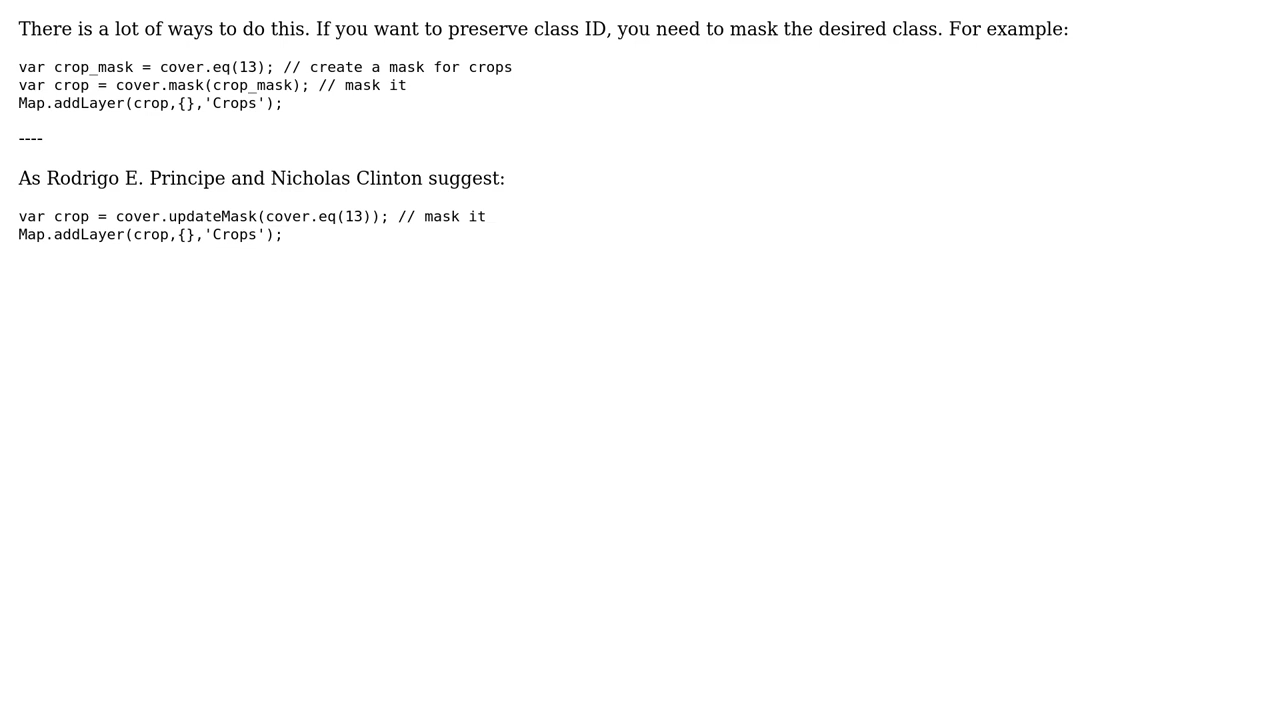 There is a lot of ways to do this. If you want to preserve class ID, you need to mask the desired class. For example:
var crop_mask = cover.eq(13); // create a mask for crops
var crop = cover.mask(crop_mask); // mask it
Map.addLayer(crop,{},'Crops');
----
As Rodrigo E. Principe and Nicholas Clinton suggest:
var crop = cover.updateMask(cover.eq(13)); // mask it
Map.addLayer(crop,{},'Crops');